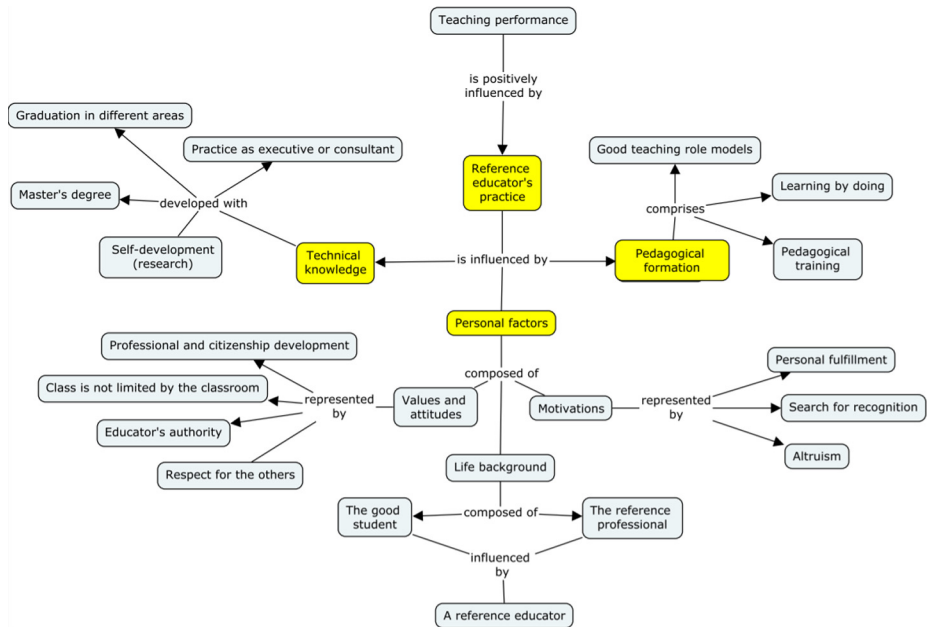 Teaching performance
is positively
influenced by
Graduation in different areas
Practice as executive or consultant
Good teaching role models
Reference
educator's
practice
Master's degree
developed with
Learning by doing
comprises
Self-development
(research)
Technical
knowledge
is influenced by
Pedagogical
formation
Pedagogical
training
Personal factors
Professional and citizenship development
Personal fulfillment
composed of
Class is not limited by the classroom
represented
by
Values and
attitudes
Motivations
represented
by
Search for recognition
Educator's authority
Altruism
Respect for the others
Life background
The good
student
composed of
The reference
professional
influenced
by
A reference educator